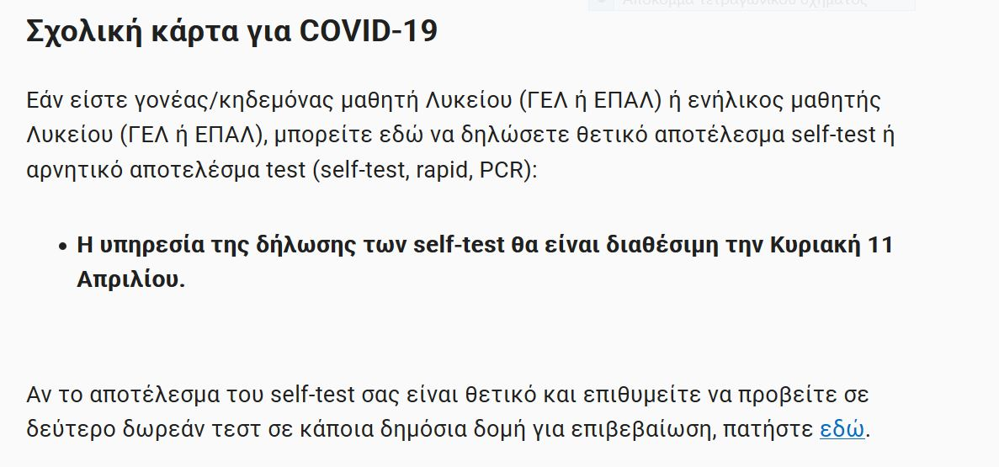 Αποκομμα τετραγωνικού σχήματος
Σχολική κάρτα για COVID-19
Εάν είστε γονέας/κηδεμόνας μαθητή Λυκείου (ΓΕΛ ή ΕΠΑΛ) ή ενήλικος μαθητής
Λυκείου (ΓΕΛ ή ΕΠΑΛ), μπορείτε εδώ να δηλώσετε θετικό αποτέλεσμα self-test ή
αρνητικό αποτελέσμα test (self-test, rapid, PCR):
• Η υπηρεσία της δήλωσης των self-test θα είναι διαθέσιμη την Κυριακή 11
Απριλίου.
Αν το αποτέλεσμα του self-test σας είναι θετικό και επιθυμείτε να προβείτε σε
δεύτερο δωρεάν τεστ σε κάποια δημόσια δομή για επιβεβαίωση, πατήστε εδώ.